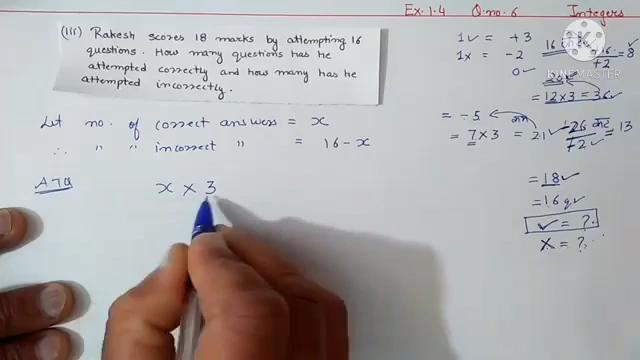 Ex.1.4 Q.no.6 Integers
(iii) Rakesh scores 18 marks by attempting 16
questions. How many questions has he
attempted correctly and how many has he
attempted incorrectly.
1✓ = +3
1x = -2
0✓
= 12×3 = 36✓
Let no. of correct answers = x
∴ " " incorrect " = 16-x
= -5
= 7×3 = 21✓
= 13
ATQ x × 3
= 18✓
= 16q✓
✓ = ?
x = ?